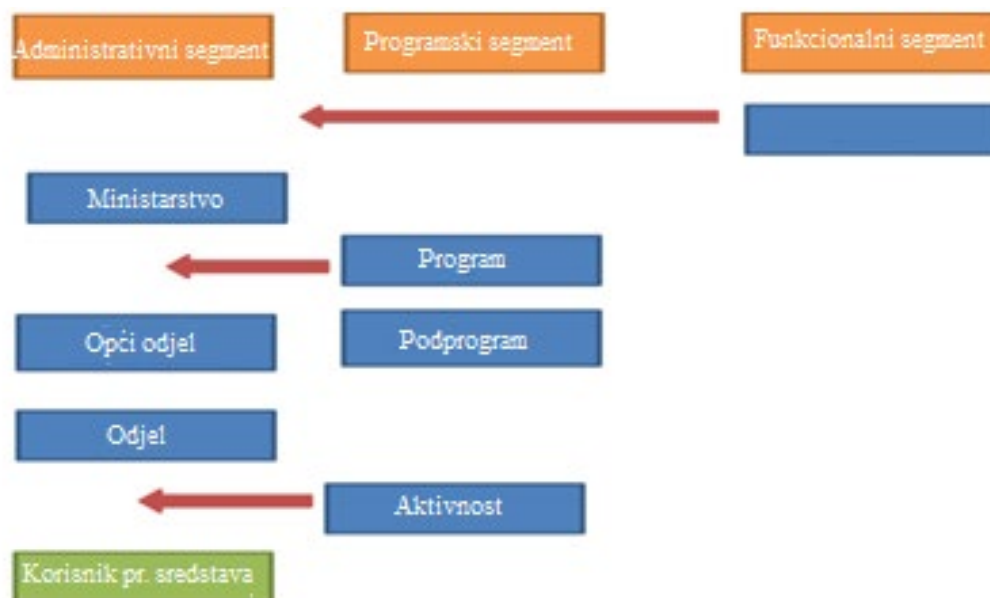 Administrativni segment
Programski segment
Funkcionalni segment
Ministarstvo
Program
Opći odjel
Podprogram
Odjel
Aktivnost
Korisnik pr. sredstava